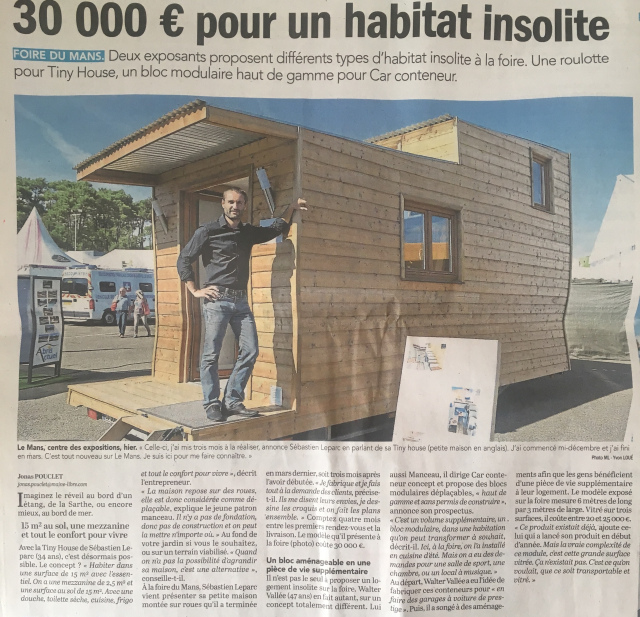 30 000 € pour un habitat insolite
FOIRE DU MANS. Deux exposants proposent différents types d'habitat insolite à la foire. Une roulotte
pour Tiny House, un bloc modulaire haut de gamme pour Car conteneur.
Le Mans, centre des expositions, hier. « Celle-ci, j'ai mis trois mois à la réaliser, annonce Sébastien Leparc en parlant de sa Tiny house (petite maison en anglais). J'ai commencé mi-décembre et j'ai fini
en mars. C'est tout nouveau sur Le Mans. Je suis ici pour me faire connaître. »
Jonas POUCLET
Imaginez le réveil au bord d'un
étang, de la Sarthe, ou encore
mieux, au bord de mer.
15 m² au sol, une mezzanine
et tout le confort pour vivre
Avec la Tiny House de Sébastien Le-
parc (34 ans), c'est désormais pos-
sible. Le concept ? « Habiter dans
une surface de 15 m² avec l'essen-
tiel. On a une mezzanine de 2,5 m² et
une surface au sol de 15 m². Avec une
douche, toilette sèche, cuisine, frigo
et tout le confort pour vivre », décrit
l'entrepreneur.
« La maison repose sur des roues,
elle est donc considérée comme dé-
plaçable, explique le jeune patron
manceau. Il n'y a pas de fondation,
donc pas de construction et on peut
la mettre n'importe où. » Au fond de
votre jardin si vous le souhaitez,
ou sur un terrain viabilisé. « Quand
on n'a pas la possibilité d'agrandir
sa maison, c'est une alternative »,
conseille-t-il.
À la foire du Mans, Sébastien Leparc
vient présenter sa petite maison
montée sur roues qu'il a terminée
en mars dernier, soit trois mois après
l'avoir débutée. « Je fabrique et je fais
tout à la demande des clients, précise-
t-il. Ils me disent leurs envies, je des-
sine les croquis et on fait les plans
ensemble. » Comptez quatre mois
entre les premiers rendez-vous et la
livraison. Le modèle qu'il présente à
la foire (photo) coûte 30 000 €.
Un bloc aménageable en une
pièce de vie supplémentaire
Il n'est pas le seul à proposer un lo-
gement insolite sur la foire, Walter
Vallée (47 ans) en fait autant, sur un
concept totalement différent. Lui
aussi Manceau, il dirige Car conte-
neur concept et propose des blocs
modulaires déplaçables, « haut de
gamme et sans permis de construire »,
annonce son prospectus.
« C'est un volume supplémentaire, un
bloc modulaire, dans une habitation
qu'on peut transformer à souhait,
décrit-il. Ici, à la foire, on l'a installé
en cuisine d'été. Mais on a eu des de-
mandes pour une salle de sport, une
chambre, ou un local à musique. »
Au départ, Walter Vallée a eu l'idée de
fabriquer ces conteneurs pour « en
faire des garages à voiture de pres-
tige ». Puis, il a songé à des aménage-
ments afin que les gens bénéficient
d'une pièce de vie supplémentaire
à leur logement. Le modèle exposé
sur la foire mesure 6 mètres de long
par 3 mètres de large. Vitré sur trois
surfaces, il coûte entre 20 et 25 000 €.
« Ce produit existait déjà, ajoute ce-
lui qui a lancé son produit en début
d'année. Mais la vraie complexité de
ce module, c'est cette grande surface
vitrée. Ça n'existait pas. C'est ce qu'on
voulait, que ce soit transportable et
vitré. »